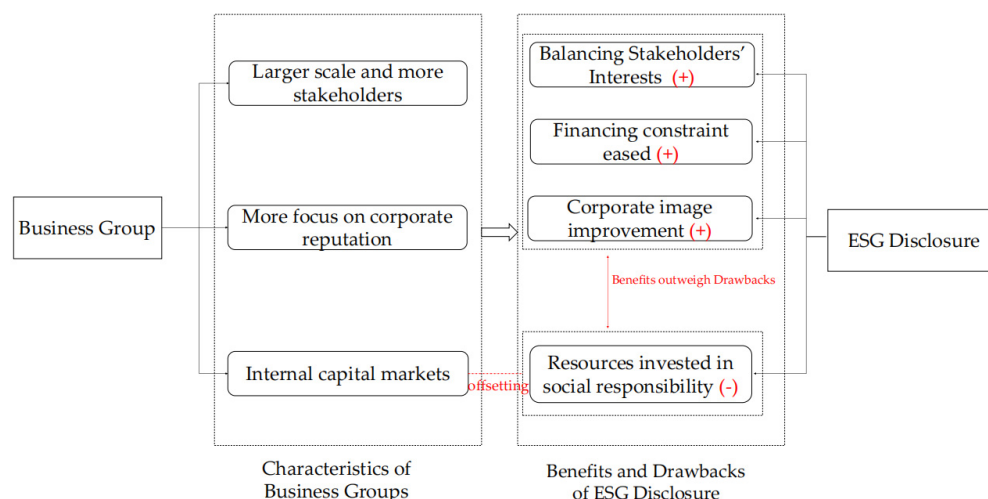 Business Group
Larger scale and more
stakeholders
More focus on corporate
reputation
Internal capital markets
Characteristics of
Business Groups
Balancing Stakeholders'
Interests (+)
Financing constraint
eased (+)
Corporate image
improvement (+)
Benefits outweigh Drawbacks
offsetting
Resources invested in
social responsibility (-)
Benefits and Drawbacks
of ESG Disclosure
ESG Disclosure